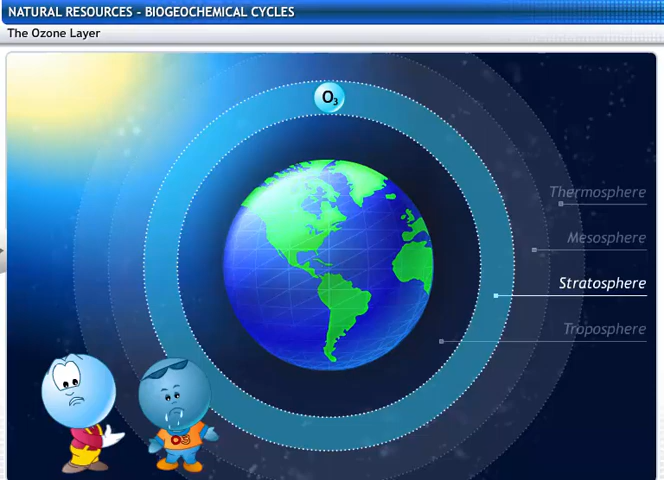 NATURAL RESOURCES - BIOGEOCHEMICAL CYCLES
The Ozone Layer
O₃
Thermosphere
Mesosphere
Stratosphere
Troposphere